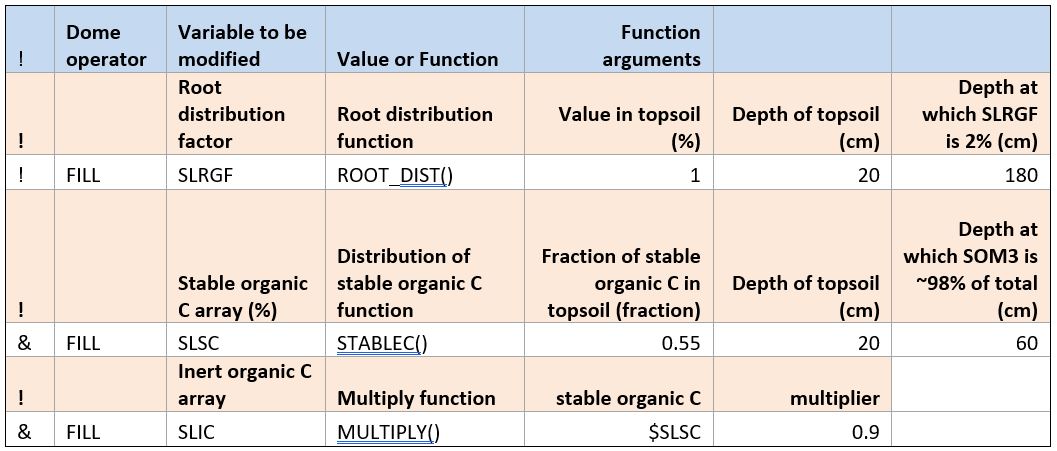 ! Dome operator Variable to be modified Value or Function Function arguments
! Root distribution factor Root distribution function Value in topsoil (%) Depth of topsoil (cm) Depth at which SLRGF is 2% (cm)
! FILL SLRGF ROOT_DIST() 1 20 180
! Stable organic C array (%) Distribution of stable organic C function Fraction of stable organic C in topsoil (fraction) Depth of topsoil (cm) Depth at which SOM3 is ~98% of total (cm)
& FILL SLSC STABLEC() 0.55 20 60
! Inert organic C array Multiply function stable organic C multiplier
& FILL SLIC MULTIPLY() $SLSC 0.9